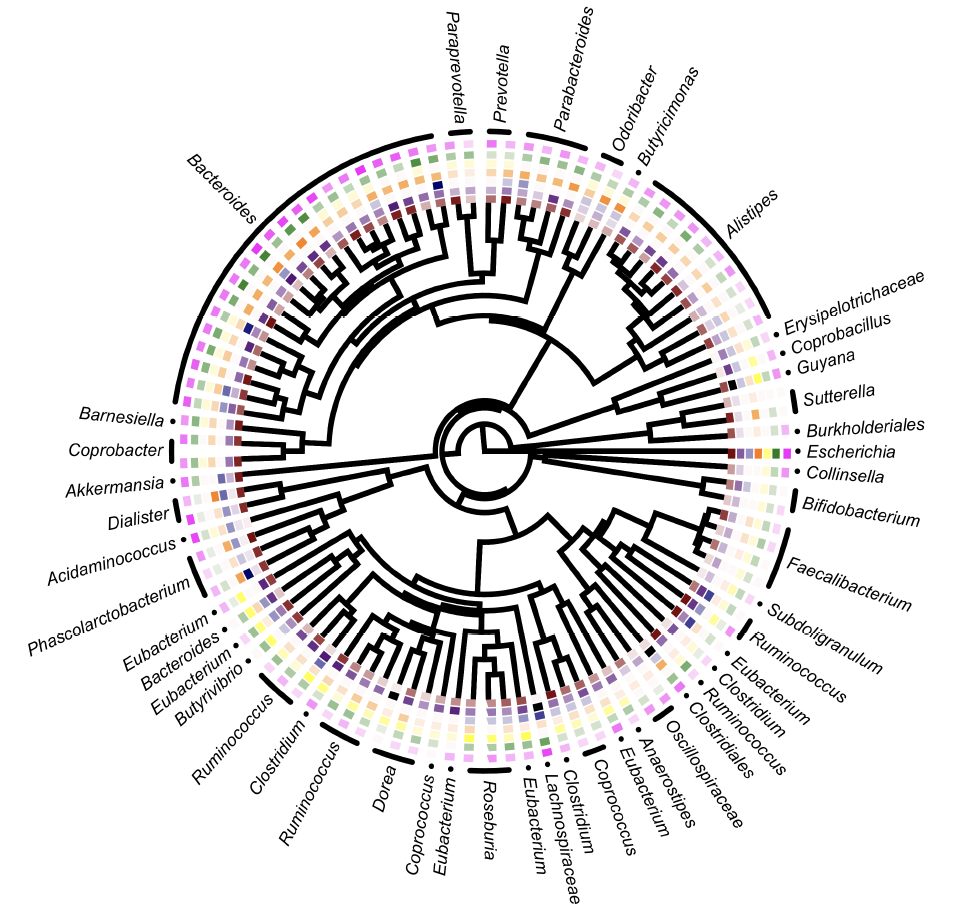 Paraprevotella
Prevotella
Parabacteroides
Odoribacter
Butyricimonas
Alistipes
Erysipelotrichaceae
Coprobacillus
Guyana
Sutterella
Burkholderiales
Escherichia
Collinsella
Bifidobacterium
Faecalibacterium
Subdoligranulum
Ruminococcus
Eubacterium
Clostridium
Ruminococcus
Clostridiales
Oscillospiraceae
Anaerostipes
Eubacterium
Coprococcus
Clostridium
Lachnospiraceae
Eubacterium
Roseburia
Eubacterium
Coprococcus
Dorea
Ruminococcus
Clostridium
Ruminococcus
Butyrivibrio
Eubacterium
Bacteroides
Eubacterium
Phascolarctobacterium
Acidaminococcus
Dialister
Akkermansia
Coprobacter
Barnesiella
Bacteroides